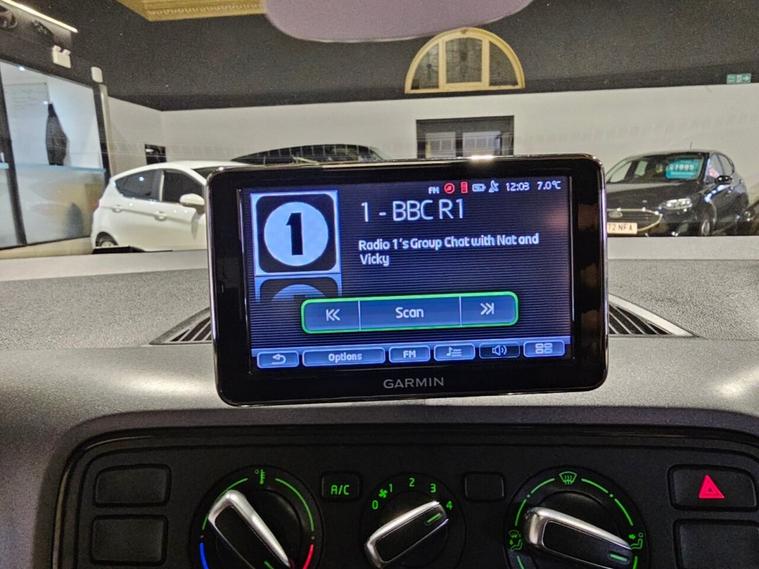 FM 12:03 7.0°C
1
1 - BBC R1
Radio 1's Group Chat with Nat and
Vicky
Scan
Options FM
GARMIN
A/C
0 1 2 3 4